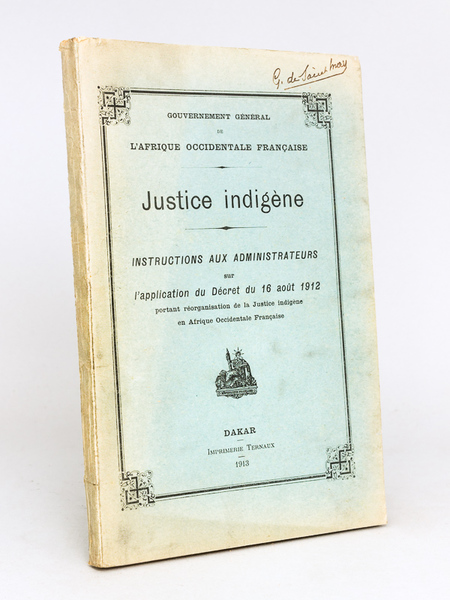 G. de Saint
GOUVERNEMENT GÉNÉRAL
DE
L'AFRIQUE OCCIDENTALE FRANÇAISE
Justice indigène
INSTRUCTIONS AUX ADMINISTRATEURS
sur
l'application du Décret du 16 août 1912
portant réorganisation de la Justice indigène
en Afrique Occidentale Française
DAKAR
IMPRIMERIE TERNAUX
1913